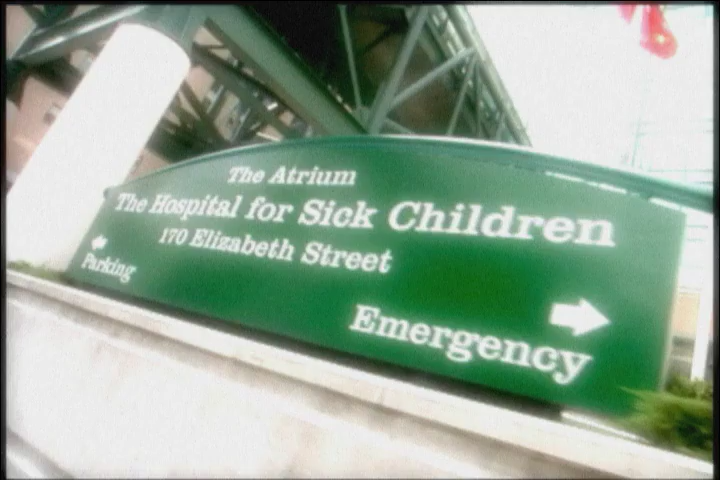 The Atrium
The Hospital for Sick Children
170 Elizabeth Street
Parking
Emergency